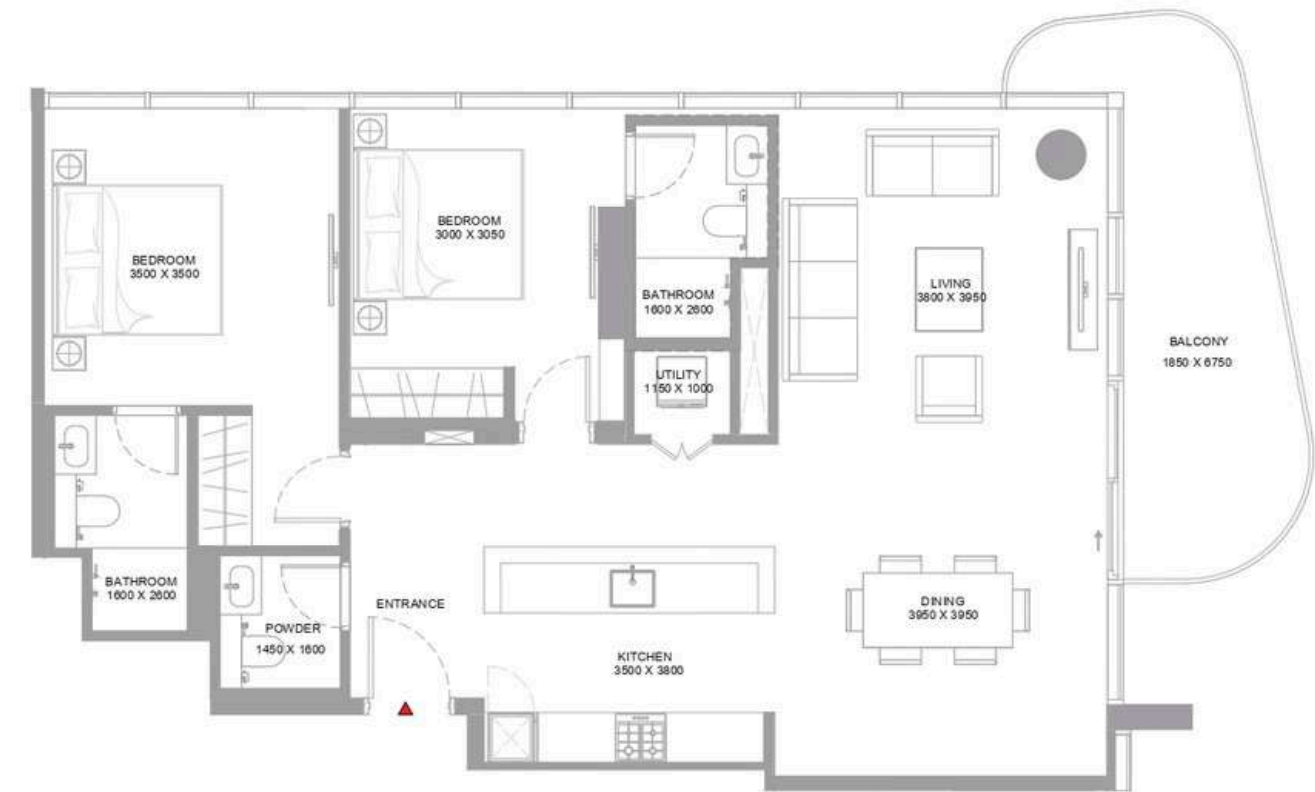 BEDROOM
3500 X 3500
BEDROOM
3000 X 3050
BATHROOM
1600 X 2600
UTILITY
1150 X 1000
LIVING
3800 X 3950
BALCONY
1850 X 6750
BATHROOM
1600 X 2600
POWDER
1450 X 1600
ENTRANCE
KITCHEN
3500 X 3800
DINING
3950 X 3950